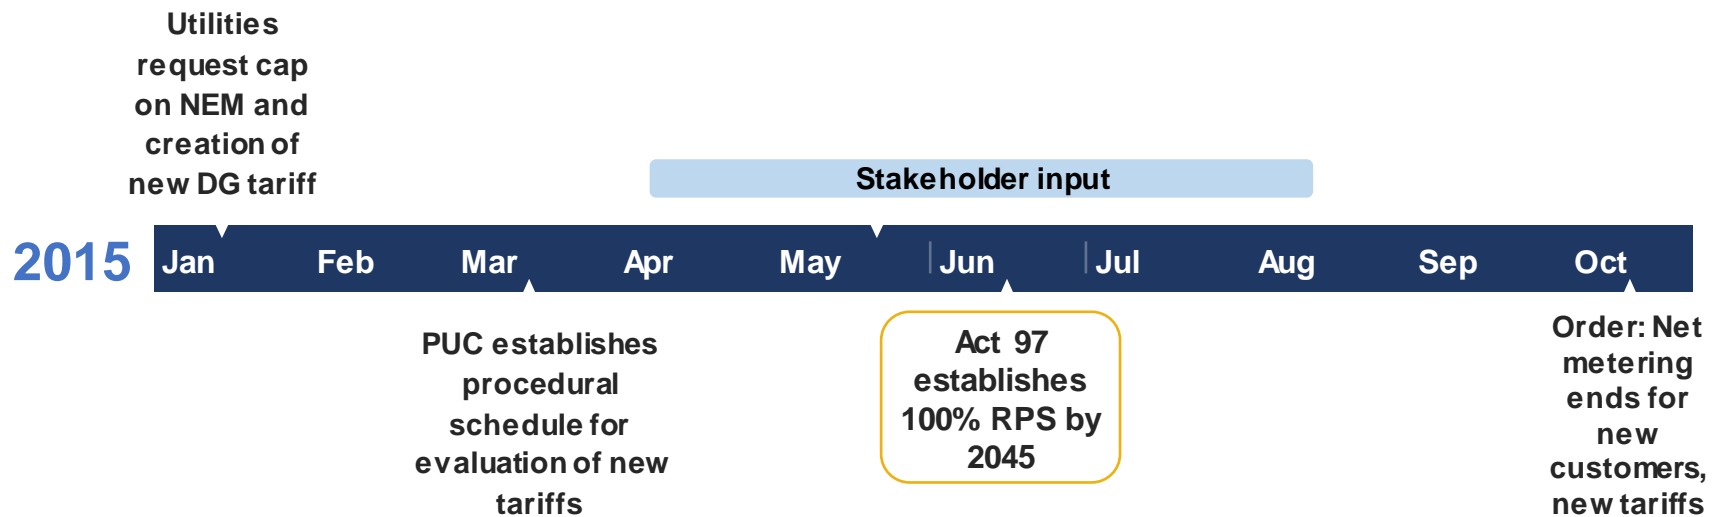 Utilities
request cap
on NEM and
creation of
new DG tariff
Stakeholder input
2015
Jan Feb Mar Apr May Jun Jul Aug Sep Oct
PUC establishes
procedural
schedule for
evaluation of new
tariffs
Act 97
establishes
100% RPS by
2045
Order: Net
metering
ends for
new
customers,
new tariffs